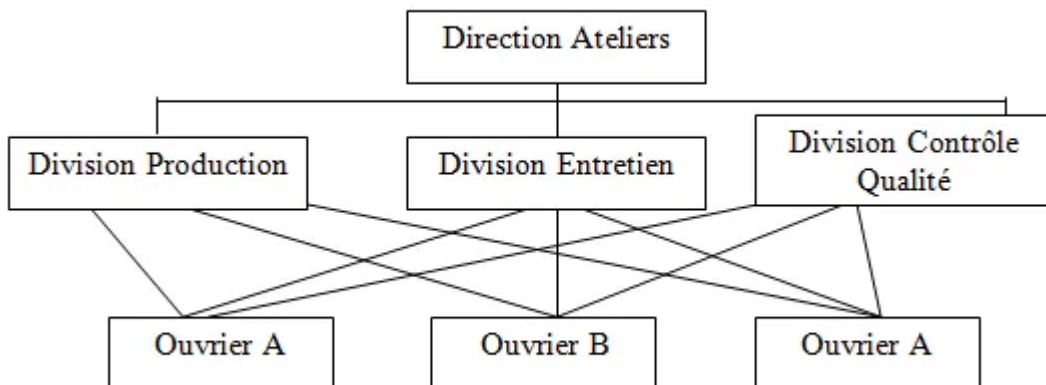 Direction Ateliers
Division Production
Division Entretien
Division Contrôle
Qualité
Ouvrier A
Ouvrier B
Ouvrier A